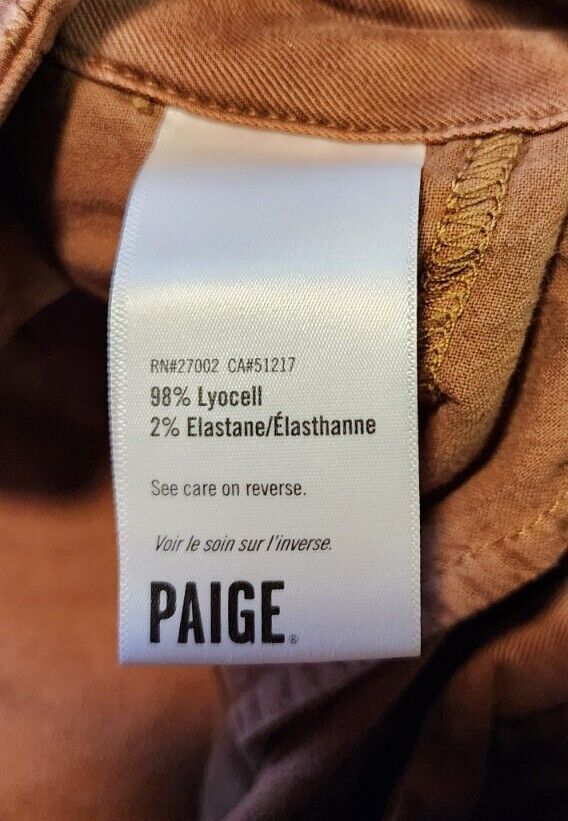 RN#27002 CA#51217
98% Lyocell
2% Elastane/Élasthanne
See care on reverse.
Voir le soin sur l'inverse.
PAIGE®